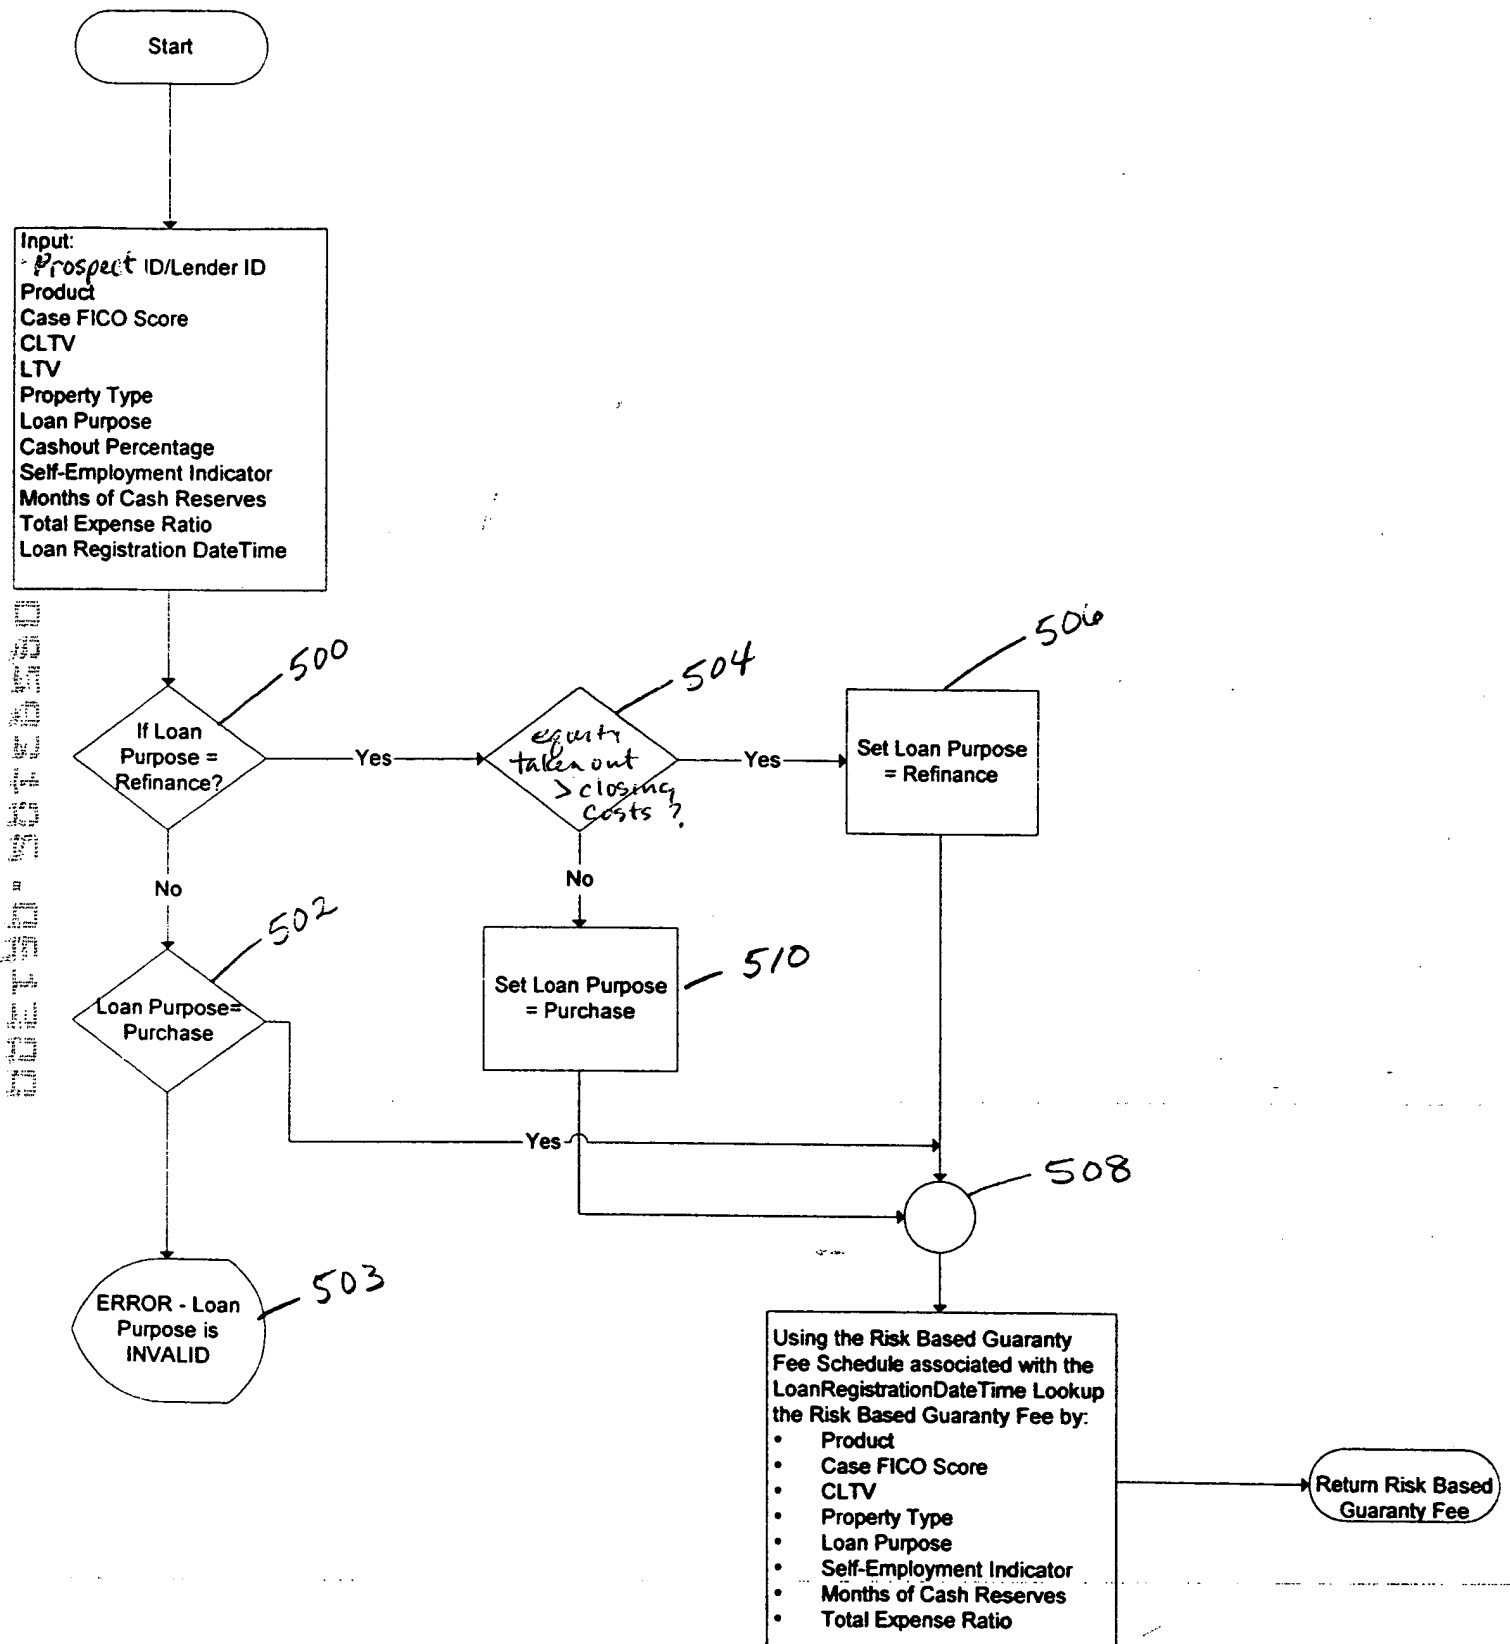 Start
Input:
Prospect ID/Lender ID
Product
Case FICO Score
CLTV
LTV
Property Type
Loan Purpose
Cashout Percentage
Self-Employment Indicator
Months of Cash Reserves
Total Expense Ratio
Loan Registration DateTime
500
If Loan
Purpose =
Refinance?
Yes
504
equity
taken out
> closing
costs ?
Yes
506
Set Loan Purpose
= Refinance
No
No
502
Loan Purpose=
Purchase
510
Set Loan Purpose
= Purchase
Yes
508
503
ERROR - Loan
Purpose is
INVALID
Using the Risk Based Guaranty
Fee Schedule associated with the
LoanRegistrationDateTime Lookup
the Risk Based Guaranty Fee by:
• Product
• Case FICO Score
• CLTV
• Property Type
• Loan Purpose
• Self-Employment Indicator
• Months of Cash Reserves
• Total Expense Ratio
Return Risk Based
Guaranty Fee